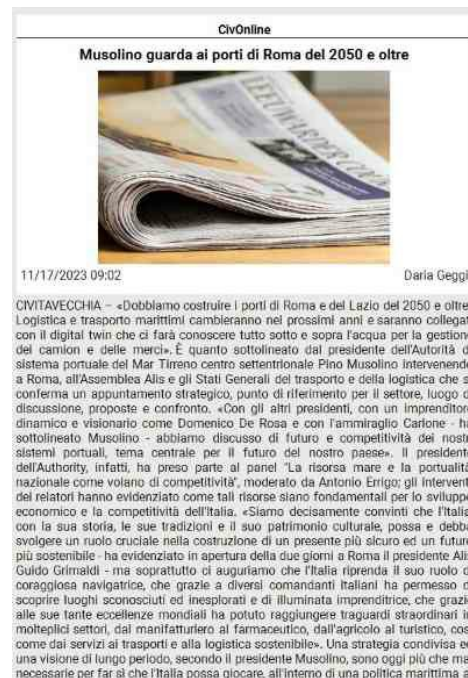 CivOnline
Musolino guarda ai porti di Roma del 2050 e oltre
LEEUWARDER COU
11/17/2023 09:02
Daria Geggi
CIVITAVECCHIA – «Dobbiamo costruire i porti di Roma e del Lazio del 2050 e oltre.
Logistica e trasporto marittimi cambieranno nei prossimi anni e saranno collegat
con il digital twin che ci farà conoscere tutto sotto e sopra l'acqua per la gestion
dei camion e delle merci». È quanto sottolineato dal presidente dell'Autorità d
sistema portuale del Mar Tirreno centro settentrionale Pino Musolino intervenend
a Roma, all'Assemblea Alis e gli Stati Generali del trasporto e della logistica che s
conferma un appuntamento strategico, punto di riferimento per il settore, luogo d
discussione, proposte e confronto. «Con gli altri presidenti, con un imprenditor
dinamico e visionario come Domenico De Rosa e con l'ammiraglio Carlone - h
sottolineato Musolino - abbiamo discusso di futuro e competitività dei nostr
sistemi portuali, tema centrale per il futuro del nostro paese». Il president
dell'Authority, infatti, ha preso parte al panel "La risorsa mare e la portualit
nazionale come volano di competitività", moderato da Antonio Errigo; gli intervent
dei relatori hanno evidenziato come tali risorse siano fondamentali per lo svilupp
economico e la competitività dell'Italia. «Siamo decisamente convinti che l'Italia
con la sua storia, le sue tradizioni e il suo patrimonio culturale, possa e debb
svolgere un ruolo cruciale nella costruzione di un presente più sicuro ed un futur
più sostenibile - ha evidenziato in apertura della due giorni a Roma il presidente Ali
Guido Grimaldi - ma soprattutto ci auguriamo che l'Italia riprenda il suo ruolo d
coraggiosa navigatrice, che grazie a diversi comandanti italiani ha permesso d
scoprire luoghi sconosciuti ed inesplorati e di illuminata imprenditrice, che grazi
alle sue tante eccellenze mondiali ha potuto raggiungere traguardi straordinari i
molteplici settori, dal manifatturiero al farmaceutico, dall'agricolo al turistico, cos
come dai servizi ai trasporti e alla logistica sostenibile». Una strategia condivisa e
una visione di lungo periodo, secondo il presidente Musolino, sono oggi più che ma
necessarie per far sì che l'Italia possa giocare, all'interno di una politica marittima a